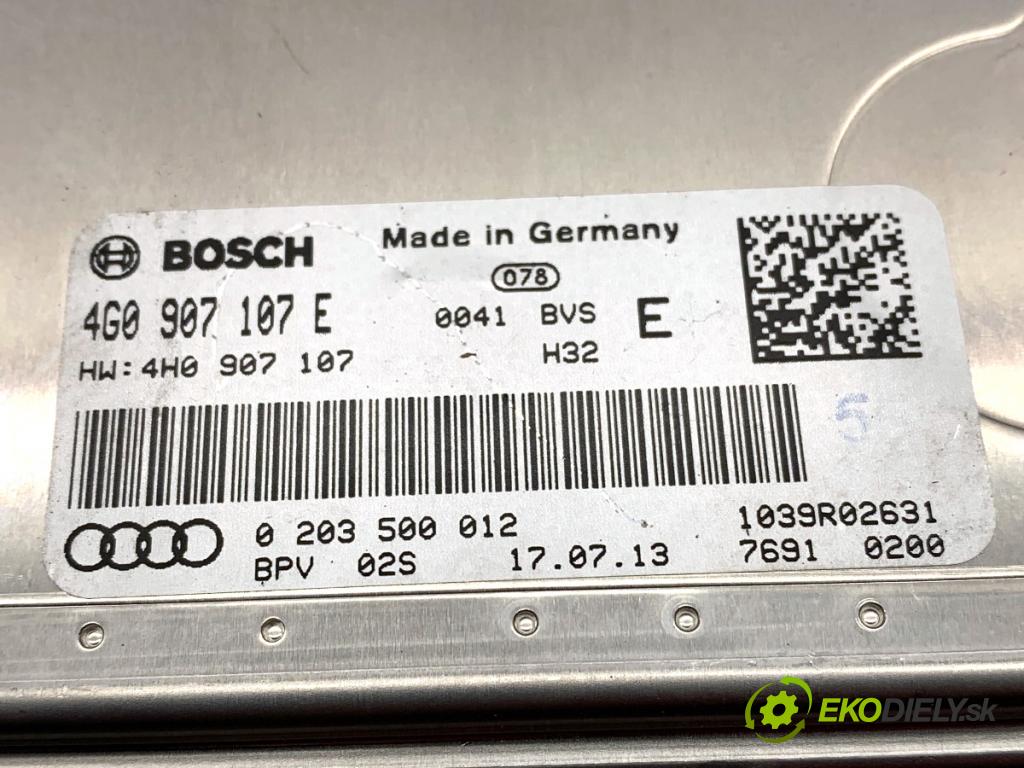 BOSCH Made in Germany
078
4G0 907 107 E 0041 BVS E
HW: 4H0 907 107 H32
5
0 203 500 012 1039R02631
BPV 02S 17.07.13 7691 0200
EKODIELY.sk